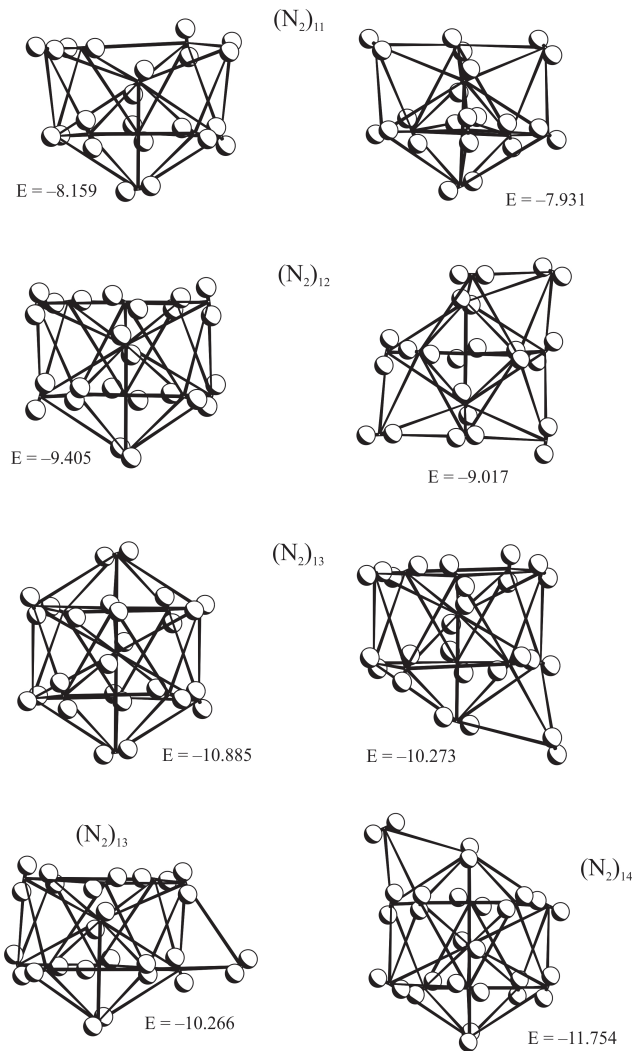 (N₂)₁₁
E = –8.159
E = –7.931
(N₂)₁₂
E = –9.405
E = –9.017
(N₂)₁₃
E = –10.885
E = –10.273
(N₂)₁₃
(N₂)₁₄
E = –10.266
E = –11.754